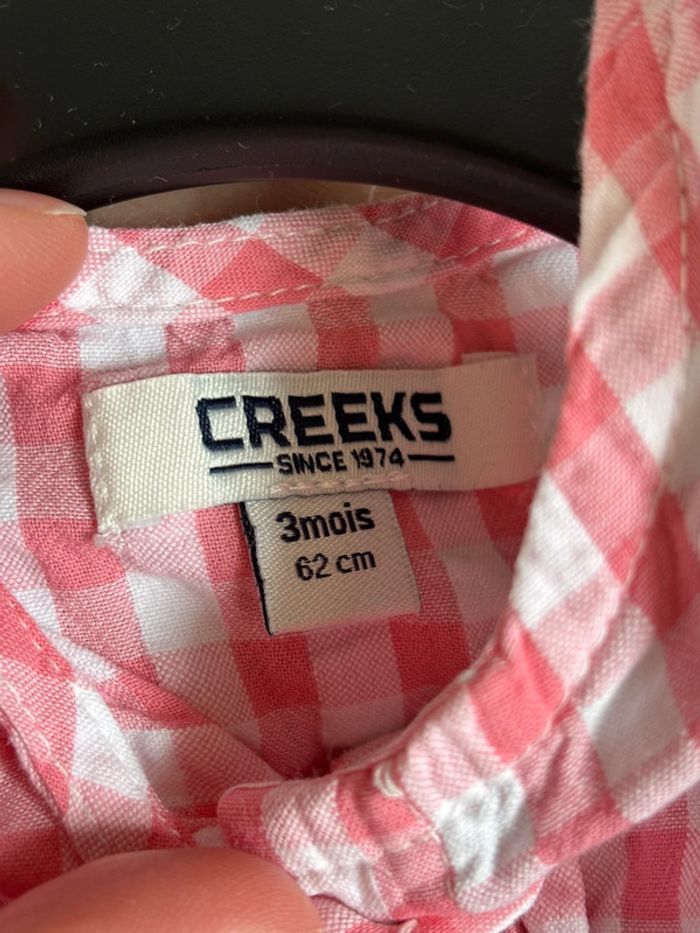 CREEKS
SINCE 1974
3mois
62 cm